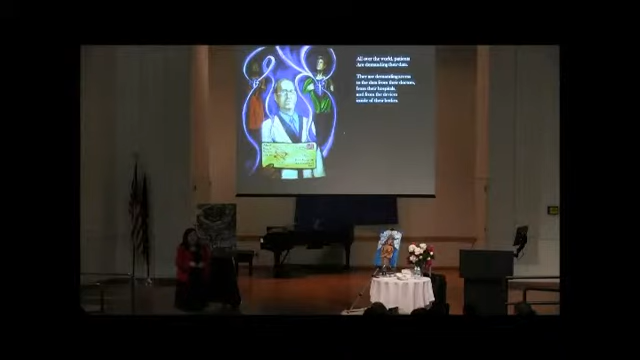 All over the world, patients
Are demanding their data.
They are demanding access
to the data from their doctors,
from their hospitals,
and from the devices
inside of their bodies.